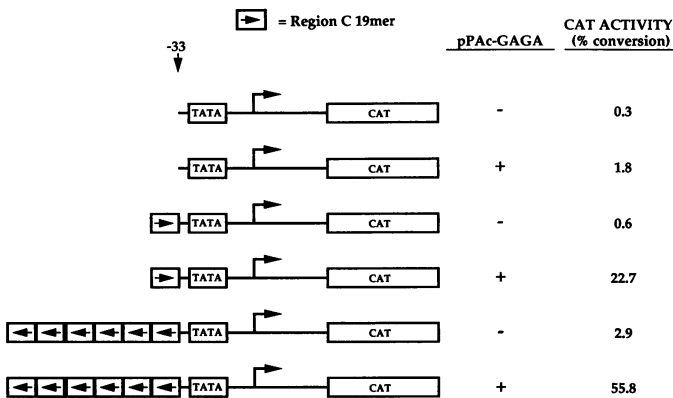 = Region C 19mer
CAT ACTIVITY
pPAc-GAGA (% conversion)
-33
TATA CAT - 0.3
TATA CAT + 1.8
TATA CAT - 0.6
TATA CAT + 22.7
TATA CAT - 2.9
TATA CAT + 55.8